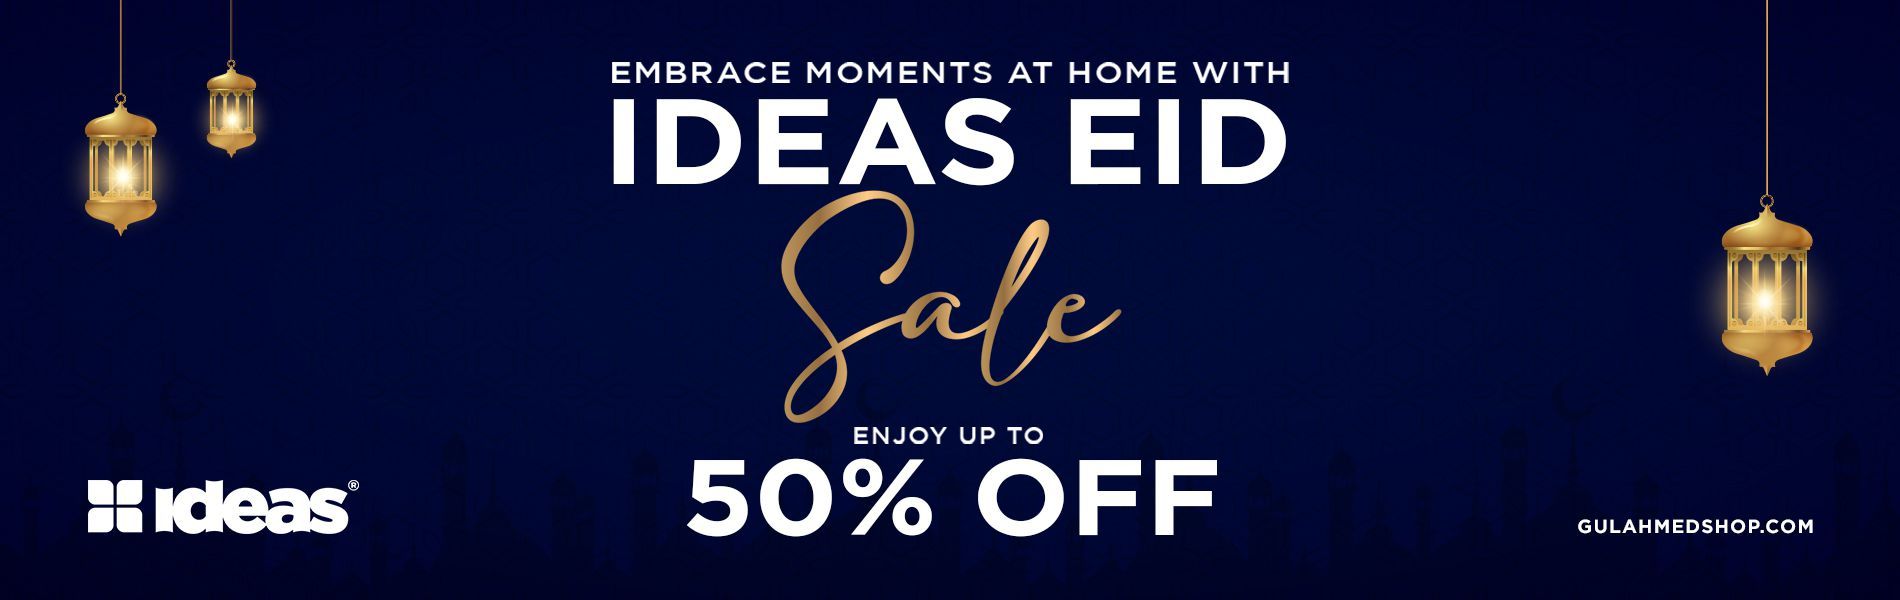 EMBRACE MOMENTS AT HOME WITH
IDEAS EID
Sale
ENJOY UP TO
50% OFF
ideas®
GULAHMEDSHOP.COM